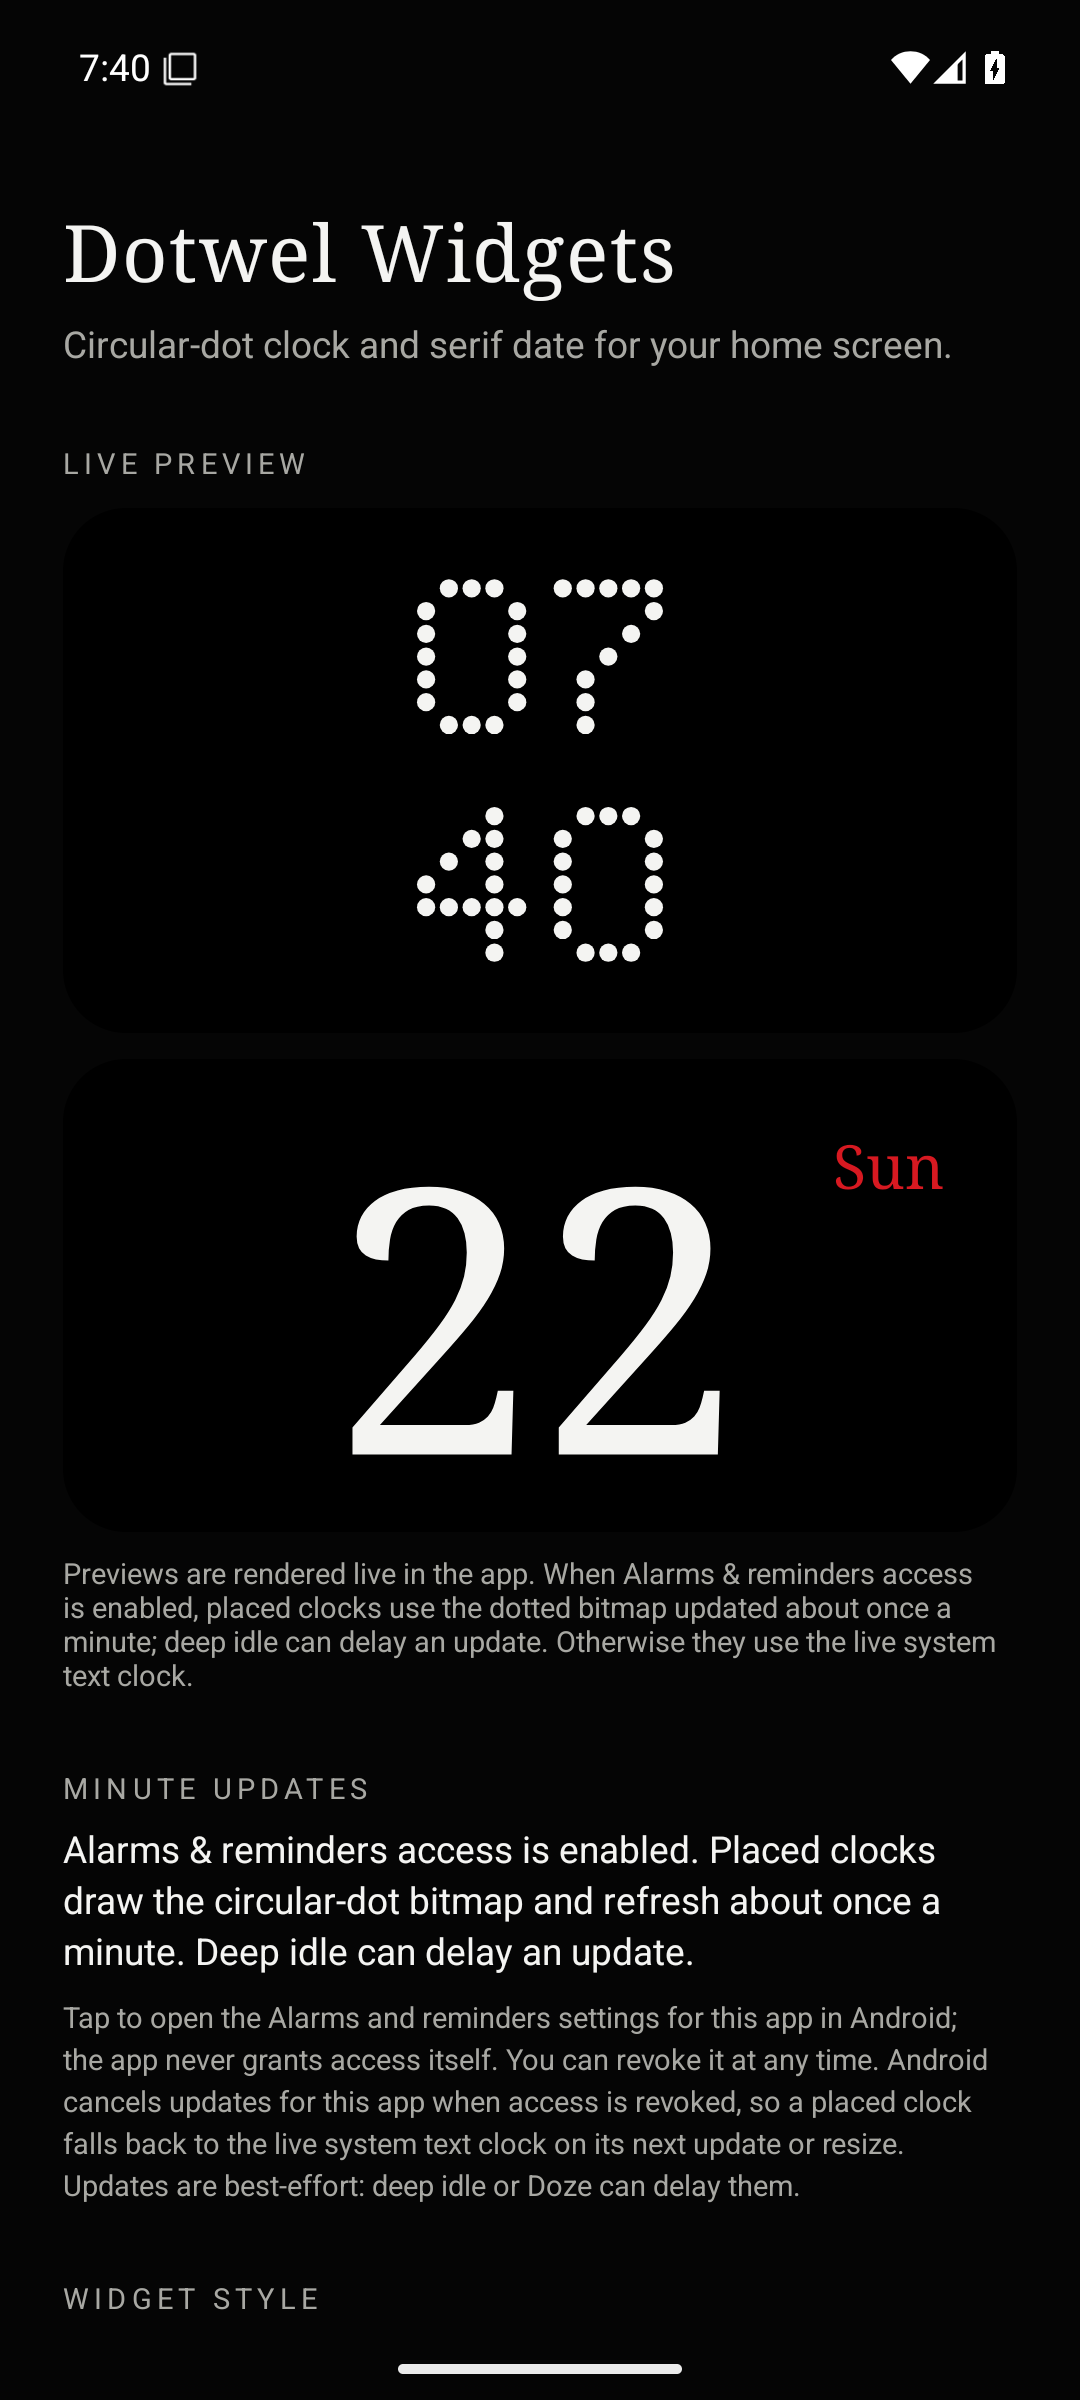 7:40
Dotwel Widgets
Circular-dot clock and serif date for your home screen.
LIVE PREVIEW
07
40
Sun
22
Previews are rendered live in the app. When Alarms & reminders access
is enabled, placed clocks use the dotted bitmap updated about once a
minute; deep idle can delay an update. Otherwise they use the live system
text clock.
MINUTE UPDATES
Alarms & reminders access is enabled. Placed clocks
draw the circular-dot bitmap and refresh about once a
minute. Deep idle can delay an update.
Tap to open the Alarms and reminders settings for this app in Android;
the app never grants access itself. You can revoke it at any time. Android
cancels updates for this app when access is revoked, so a placed clock
falls back to the live system text clock on its next update or resize.
Updates are best-effort: deep idle or Doze can delay them.
WIDGET STYLE